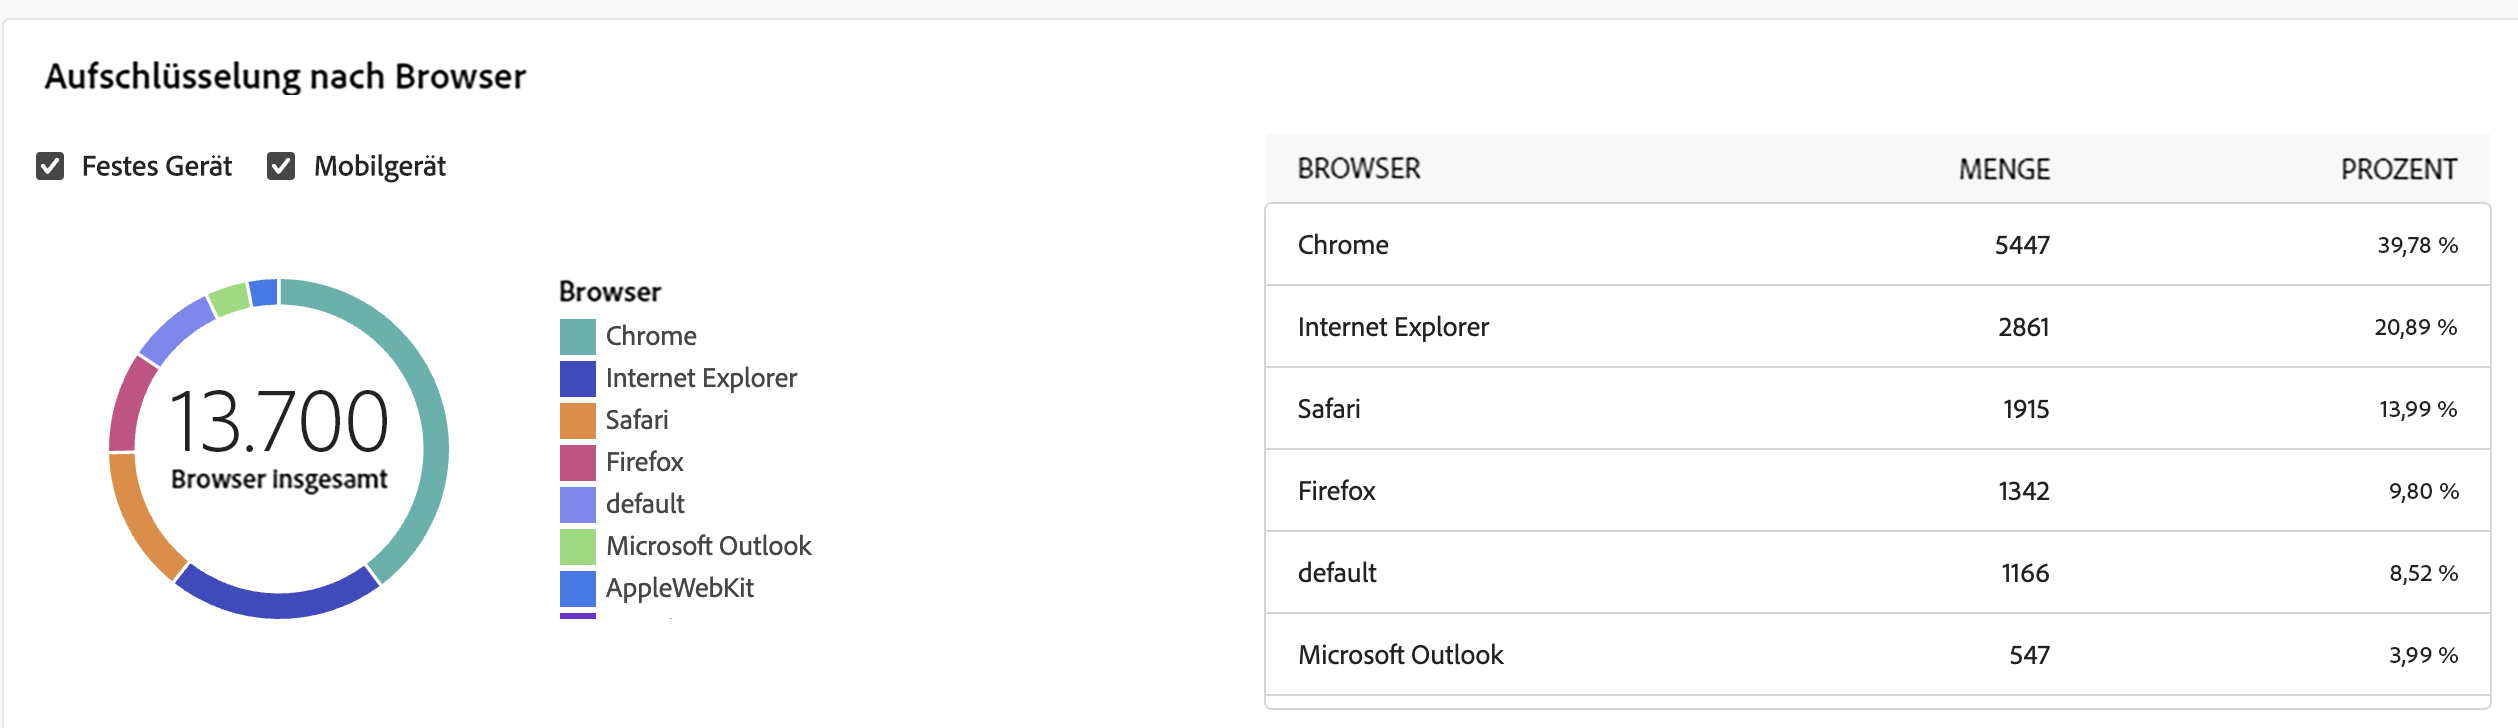 Aufschlüsselung nach Browser
Festes Gerät Mobilgerät
13.700
Browser insgesamt
Browser
Chrome
Internet Explorer
Safari
Firefox
default
Microsoft Outlook
AppleWebKit
BROWSER MENGE PROZENT
Chrome 5447 39,78 %
Internet Explorer 2861 20,89 %
Safari 1915 13,99 %
Firefox 1342 9,80 %
default 1166 8,52 %
Microsoft Outlook 547 3,99 %